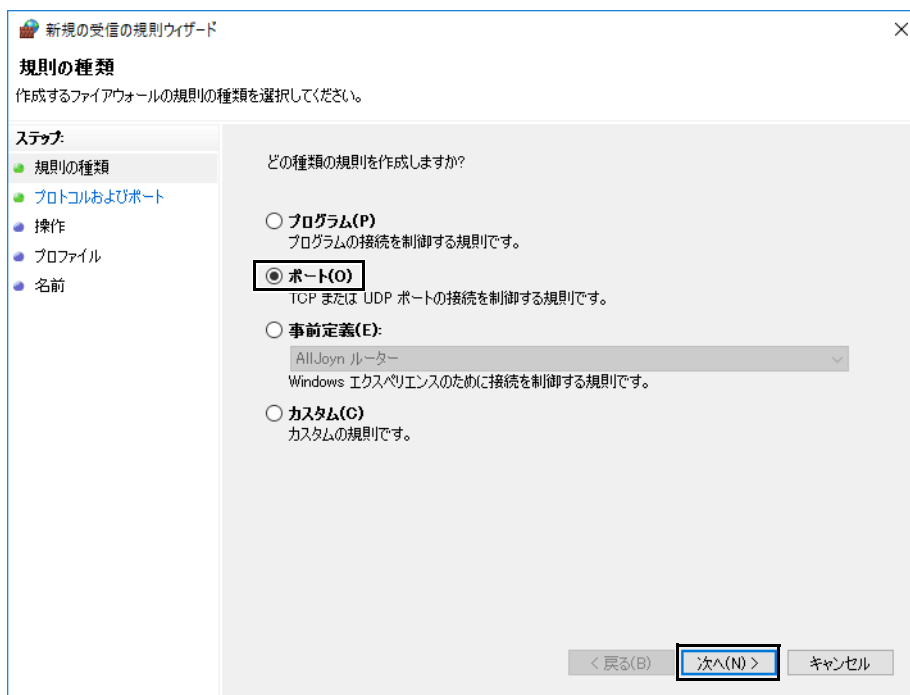 新規の受信の規則ウィザード
規則の種類
作成するファイアウォールの規則の種類を選択してください。
ステップ:
規則の種類
プロトコルおよびポート
操作
プロファイル
名前
どの種類の規則を作成しますか?
プログラム(P)
プログラムの接続を制御する規則です。
ポート(O)
TCP または UDP ポートの接続を制御する規則です。
事前定義(E):
AllJoyn ルーター
Windows エクスペリエンスのために接続を制御する規則です。
カスタム(C)
カスタムの規則です。
< 戻る(B)
次へ(N) >
キャンセル